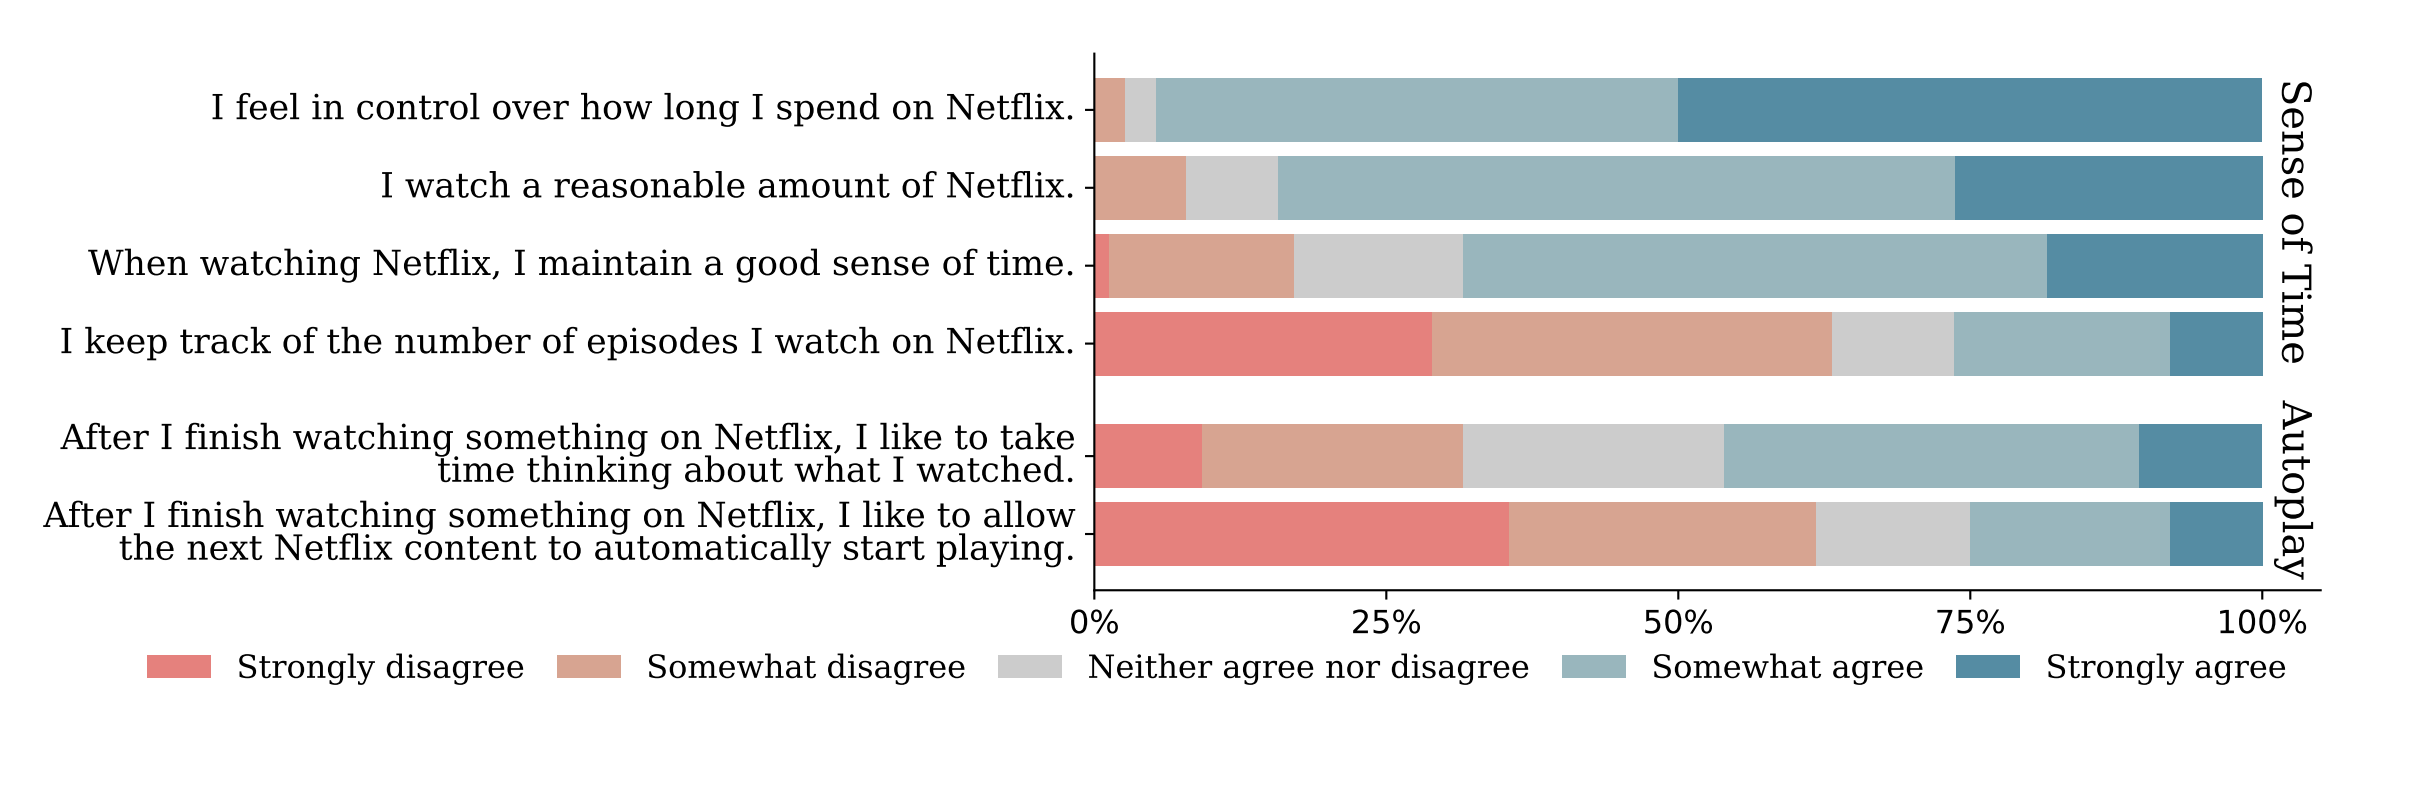 I feel in control over how long I spend on Netflix.
I watch a reasonable amount of Netflix.
When watching Netflix, I maintain a good sense of time.
I keep track of the number of episodes I watch on Netflix.
Sense of Time
After I finish watching something on Netflix, I like to take
time thinking about what I watched.
After I finish watching something on Netflix, I like to allow
the next Netflix content to automatically start playing.
Autoplay
0% 25% 50% 75% 100%
Strongly disagree Somewhat disagree Neither agree nor disagree Somewhat agree Strongly agree